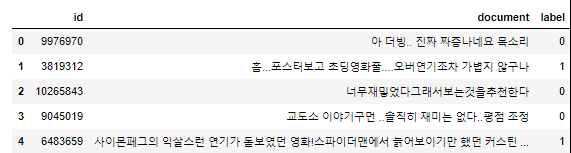 id document label
0 9976970 아 더빙.. 진짜 짜증나네요 목소리 0
1 3819312 흠...포스터보고 초딩영화줄....오버연기조차 가볍지 않구나 1
2 10265843 너무재밓었다그래서보는것을추천한다 0
3 9045019 교도소 이야기구먼 ..솔직히 재미는 없다..평점 조정 0
4 6483659 사이몬페그의 익살스런 연기가 돋보였던 영화!스파이더맨에서 늙어보이기만 했던 커스틴 ... 1